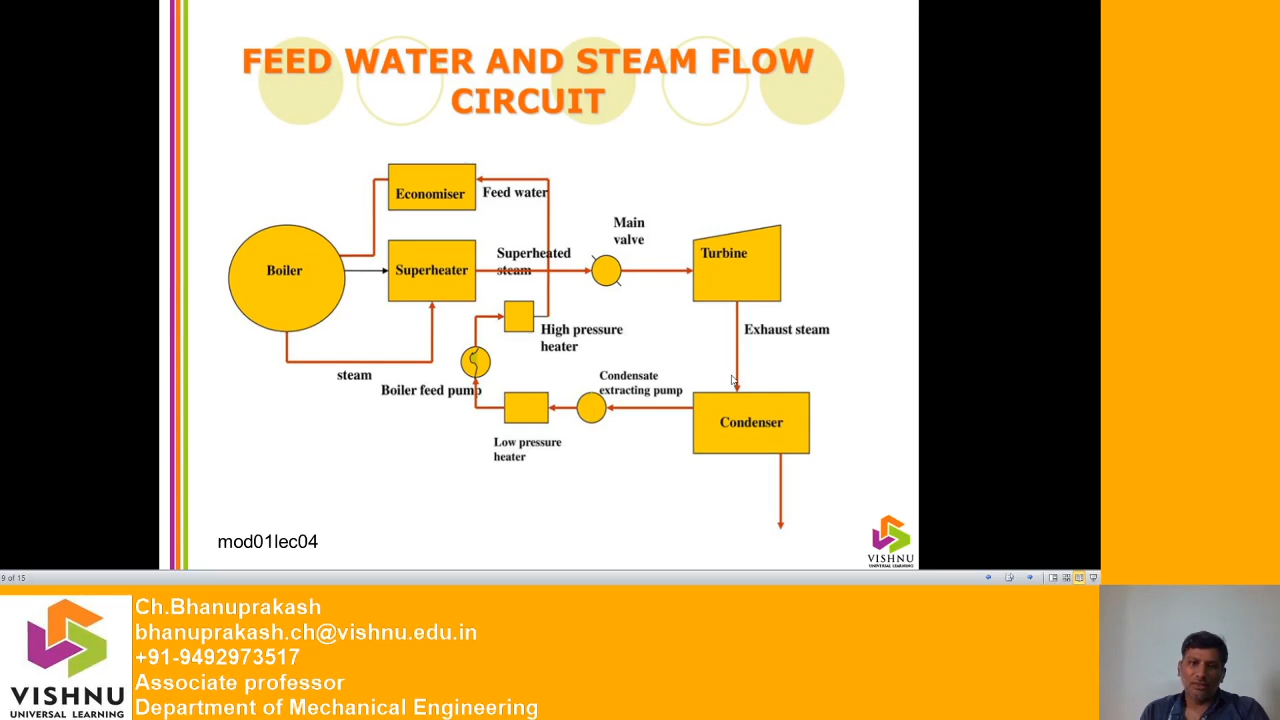 FEED WATER AND STEAM FLOW
CIRCUIT
Economiser
Feed water
Main
valve
Boiler
Superheater
Superheated
steam
Turbine
High pressure
heater
Exhaust steam
steam
Boiler feed pump
Condensate
extracting pump
Condenser
Low pressure
heater
mod01lec04
VISHNU
UNIVERSAL LEARNING
9 of 15
Ch.Bhanuprakash
bhanuprakash.ch@vishnu.edu.in
+91-9492973517
Associate professor
Department of Mechanical Engineering
VISHNU
UNIVERSAL LEARNING